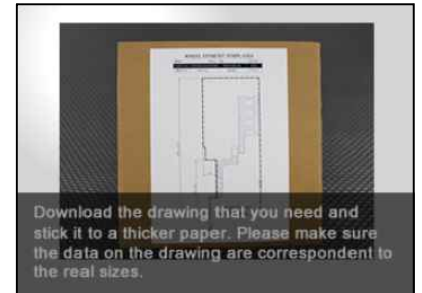 Download the drawing that you need and
stick it to a thicker paper. Please make sure
the data on the drawing are correspondent to
the real sizes.